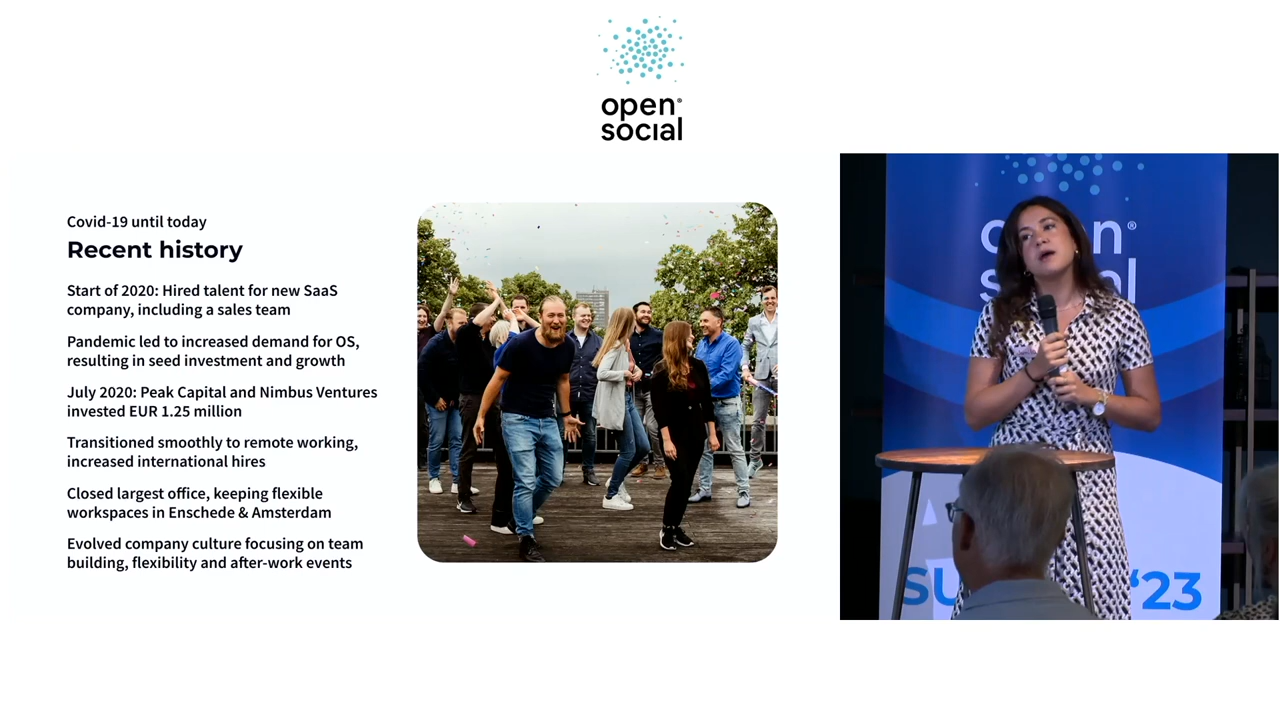 open®
social
Covid-19 until today
Recent history
Start of 2020: Hired talent for new SaaS
company, including a sales team
Pandemic led to increased demand for OS,
resulting in seed investment and growth
July 2020: Peak Capital and Nimbus Ventures
invested EUR 1.25 million
Transitioned smoothly to remote working,
increased international hires
Closed largest office, keeping flexible
workspaces in Enschede & Amsterdam
Evolved company culture focusing on team
building, flexibility and after-work events
'23